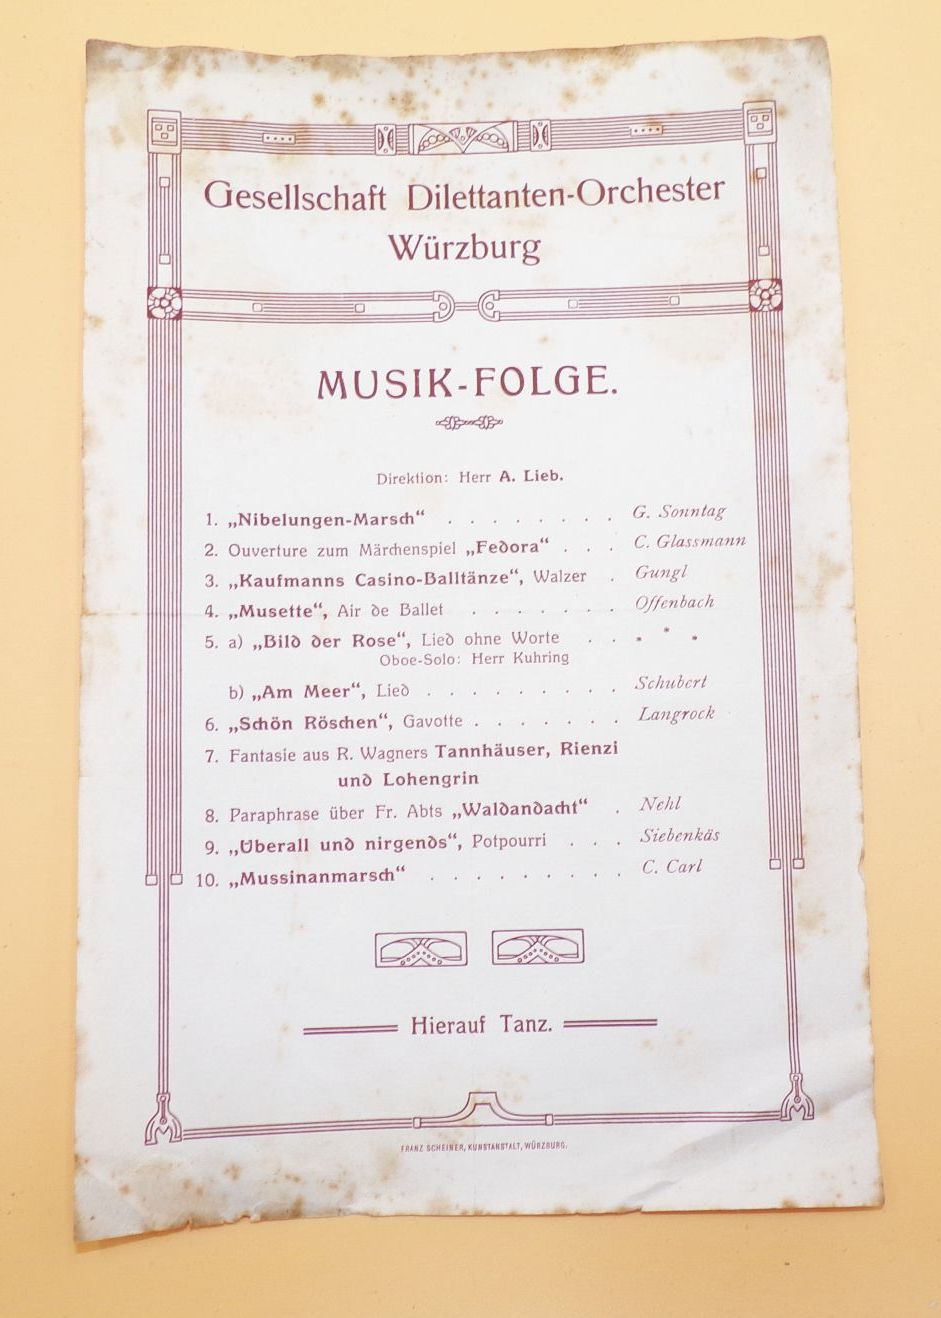 Gesellschaft Dilettanten-Orchester
Würzburg
MUSIK-FOLGE.
Direktion: Herr A. Lieb.
1. „Nibelungen-Marsch“ . . . . . . . . G. Sonntag
2. Ouverture zum Märchenspiel „Fedora“ . . . C. Glassmann
3. „Kaufmanns Casino-Balltänze“, Walzer . Gungl
4. „Musette“, Air de Ballet . . . . . . . Offenbach
5. a) „Bild der Rose“, Lied ohne Worte . . * * *
Oboe-Solo: Herr Kuhring
b) „Am Meer“, Lied . . . . . . . . . Schubert
6. „Schön Röschen“, Gavotte . . . . . . . Langrock
7. Fantasie aus R. Wagners Tannhäuser, Rienzi
und Lohengrin
8. Paraphrase über Fr. Abts „Waldandacht“ . Nehl
9. „Überall und nirgends“, Potpourri . . . Siebenkäs
10. „Mussinanmarsch“ . . . . . . . . . C. Carl
Hierauf Tanz.
FRANZ SCHEINER, KUNSTANSTALT, WÜRZBURG.